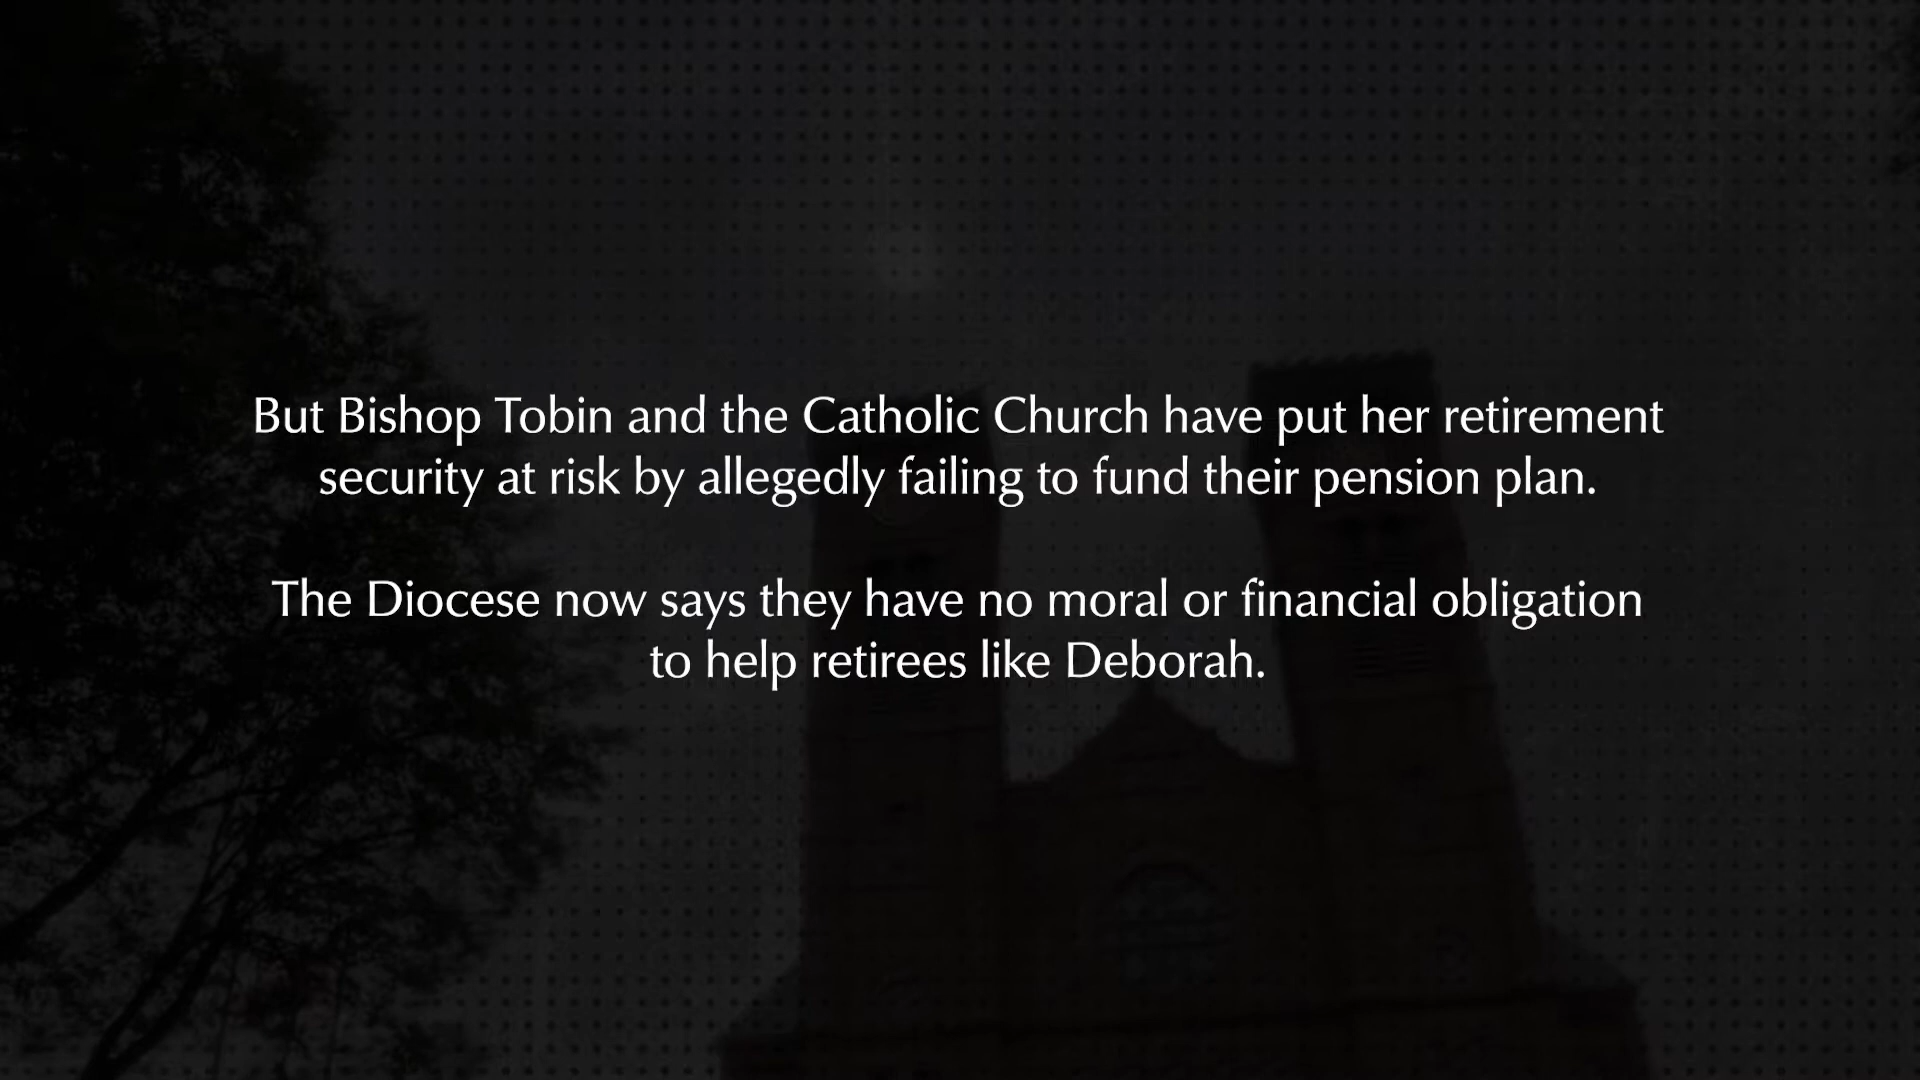 But Bishop Tobin and the Catholic Church have put her retirement
security at risk by allegedly failing to fund their pension plan.
The Diocese now says they have no moral or financial obligation
to help retirees like Deborah.